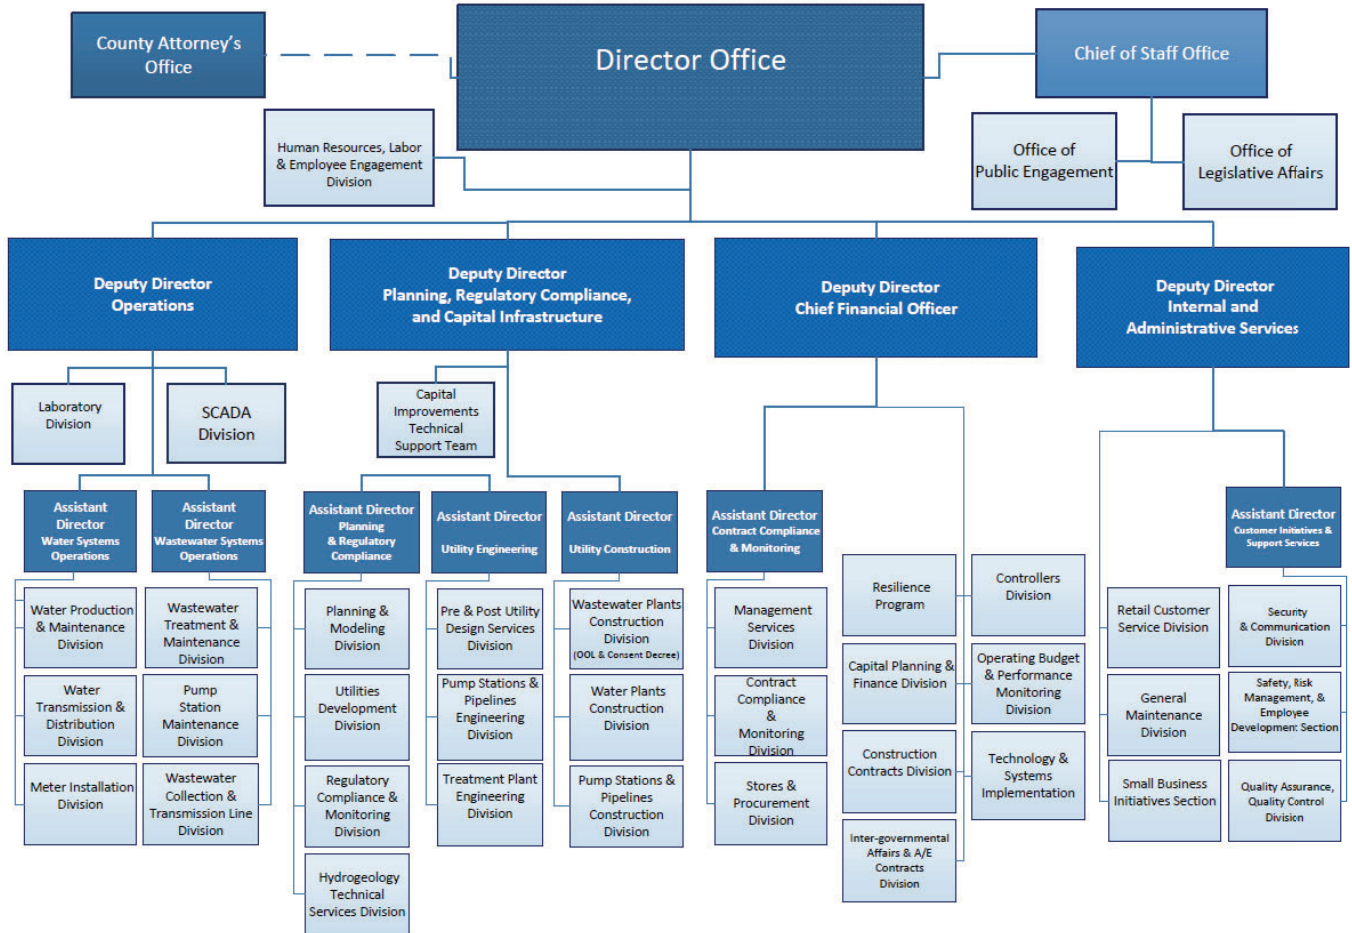 County Attorney's
Office
Director Office
Chief of Staff Office
Human Resources, Labor
& Employee Engagement
Division
Office of
Public Engagement
Office of
Legislative Affairs
Deputy Director
Operations
Deputy Director
Planning, Regulatory Compliance,
and Capital Infrastructure
Deputy Director
Chief Financial Officer
Deputy Director
Internal and
Administrative Services
Laboratory
Division
SCADA
Division
Capital
Improvements
Technical
Support Team
Assistant
Director
Water Systems
Operations
Assistant
Director
Wastewater Systems
Operations
Assistant Director
Planning
& Regulatory
Compliance
Assistant Director
Utility Engineering
Assistant Director
Utility Construction
Assistant Director
Contract Compliance
& Monitoring
Assistant Director
Customer Initiatives &
Support Services
Water Production
& Maintenance
Division
Water
Transmission &
Distribution
Division
Meter Installation
Division
Wastewater
Treatment &
Maintenance
Division
Pump
Station
Maintenance
Division
Wastewater
Collection &
Transmission Line
Division
Planning &
Modeling
Division
Utilities
Development
Division
Regulatory
Compliance &
Monitoring
Division
Hydrogeology
Technical
Services Division
Pre & Post Utility
Design Services
Division
Pump Stations &
Pipelines
Engineering
Division
Treatment Plant
Engineering
Division
Wastewater Plants
Construction
Division
(OOL & Consent Decree)
Water Plants
Construction
Division
Pump Stations &
Pipelines
Construction
Division
Management
Services
Division
Contract
Compliance
&
Monitoring
Division
Stores &
Procurement
Division
Resilience
Program
Capital Planning &
Finance Division
Construction
Contracts Division
Inter-governmental
Affairs & A/E
Contracts
Division
Controllers
Division
Operating Budget
& Performance
Monitoring
Division
Technology &
Systems
Implementation
Retail Customer
Service Division
General
Maintenance
Division
Small Business
Initiatives Section
Security
& Communication
Division
Safety, Risk
Management, &
Employee
Development Section
Quality Assurance,
Quality Control
Division